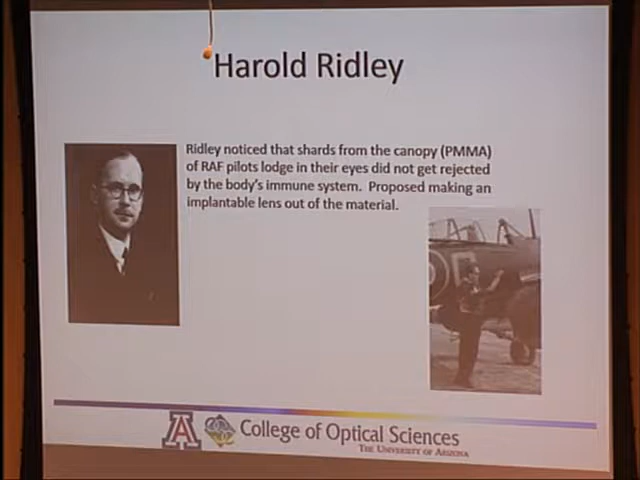 Harold Ridley
Ridley noticed that shards from the canopy (PMMA)
of RAF pilots lodge in their eyes did not get rejected
by the body's immune system. Proposed making an
implantable lens out of the material.
A
College of Optical Sciences
THE UNIVERSITY OF ARIZONA